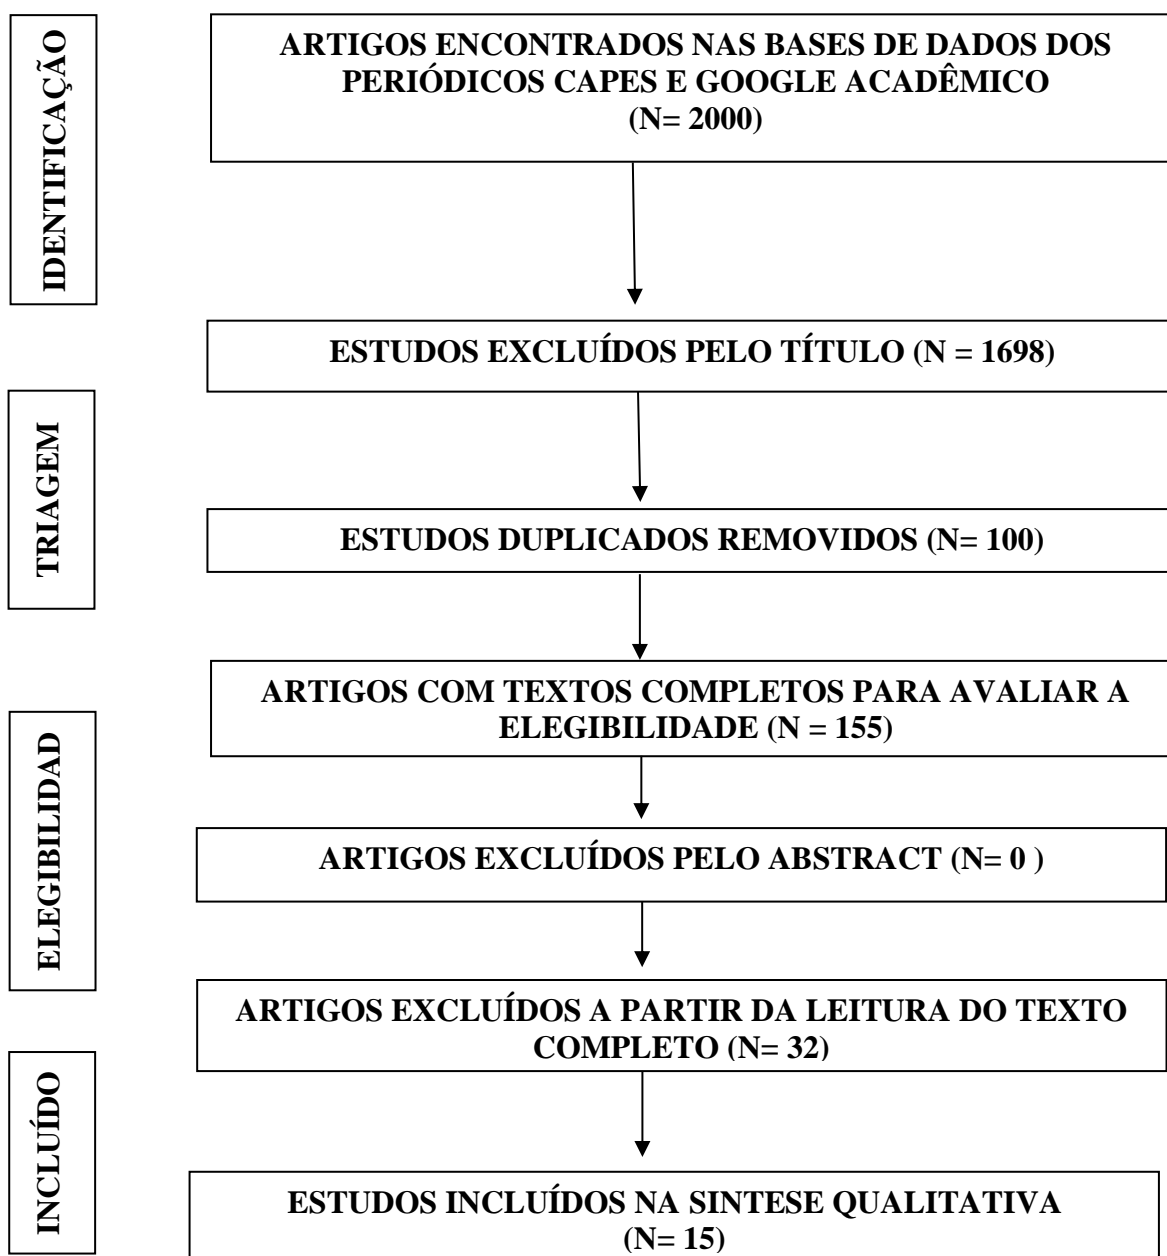 IDENTIFICAÇÃO
ARTIGOS ENCONTRADOS NAS BASES DE DADOS DOS
PERIÓDICOS CAPES E GOOGLE ACADÊMICO
(N= 2000)
ESTUDOS EXCLUÍDOS PELO TÍTULO (N = 1698)
TRIAGEM
ESTUDOS DUPLICADOS REMOVIDOS (N= 100)
ARTIGOS COM TEXTOS COMPLETOS PARA AVALIAR A
ELEGIBILIDADE (N = 155)
ELEGIBILIDAD
ARTIGOS EXCLUÍDOS PELO ABSTRACT (N= 0 )
ARTIGOS EXCLUÍDOS A PARTIR DA LEITURA DO TEXTO
COMPLETO (N= 32)
INCLUÍDO
ESTUDOS INCLUÍDOS NA SINTESE QUALITATIVA
(N= 15)